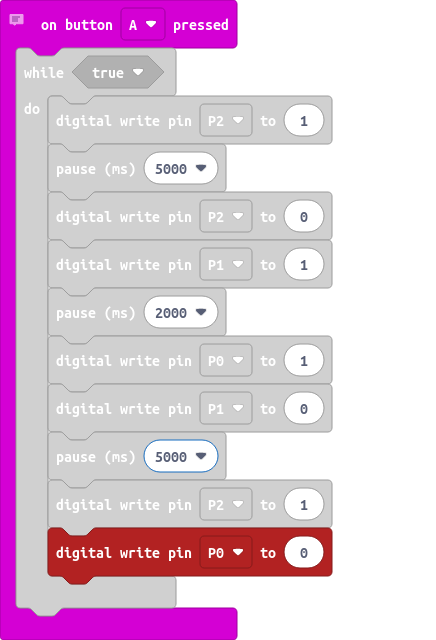 on button A pressed
while true
do
digital write pin P2 to 1
pause (ms) 5000
digital write pin P2 to 0
digital write pin P1 to 1
pause (ms) 2000
digital write pin P0 to 1
digital write pin P1 to 0
pause (ms) 5000
digital write pin P2 to 1
digital write pin P0 to 0